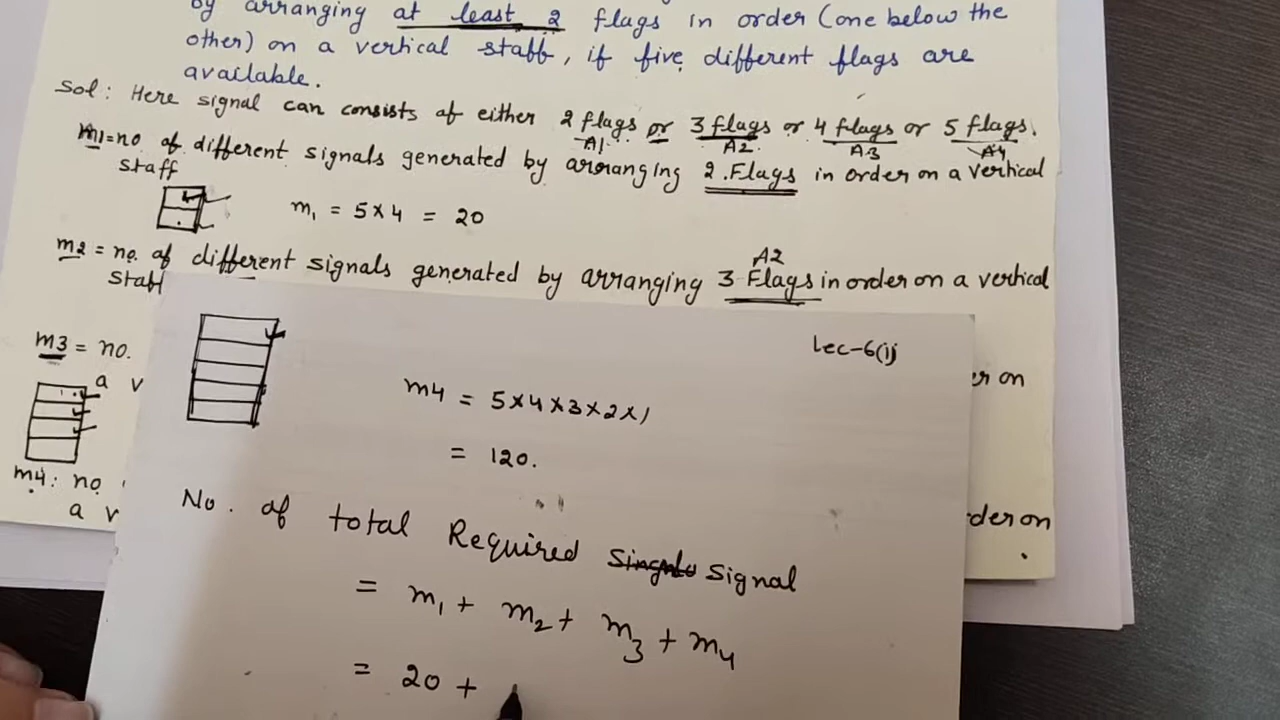 by arranging at least 2 flags in order (one below the
other) on a vertical staff, if five different flags are
available.
Sol: Here signal can consists of either 2 flags or 3 flags or 4 flags or 5 flags.
A1 A2 A3 A4
m1=no of different signals generated by arranging 2 Flags in order on a vertical
staff
m1 = 5×4 = 20
A2
m2 = no. of different signals generated by arranging 3 Flags in order on a vertical
staff
m3 = no.
a v
er on
m4: no
a v
der on
Lec-6(i)
m4 = 5×4×3×2×1
= 120.
No. of total Required signal
= m1 + m2 + m3 + m4
= 20 +